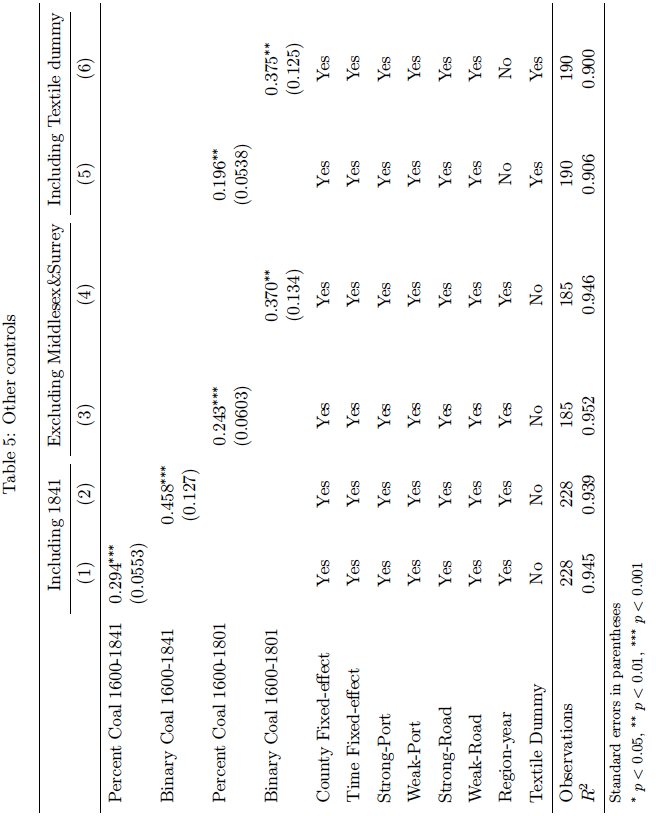 Table 5: Other controls
Including 1841 Excluding Middlesex&Surrey Including Textile dummy
(1) (2) (3) (4) (5) (6)
Percent Coal 1600-1841 0.294***
(0.0553)
Binary Coal 1600-1841 0.458***
(0.127)
Percent Coal 1600-1801 0.243*** 0.196**
(0.0603) (0.0538)
Binary Coal 1600-1801 0.370** 0.375**
(0.134) (0.125)
County Fixed-effect Yes Yes Yes Yes Yes Yes
Time Fixed-effect Yes Yes Yes Yes Yes Yes
Strong-Port Yes Yes Yes Yes Yes Yes
Weak-Port Yes Yes Yes Yes Yes Yes
Strong-Road Yes Yes Yes Yes Yes Yes
Weak-Road Yes Yes Yes Yes Yes Yes
Region-year Yes Yes Yes Yes No No
Textile Dummy No No No No Yes Yes
Observations 228 228 185 185 190 190
R² 0.945 0.939 0.952 0.946 0.906 0.900
Standard errors in parentheses
* p < 0.05, ** p < 0.01, *** p < 0.001